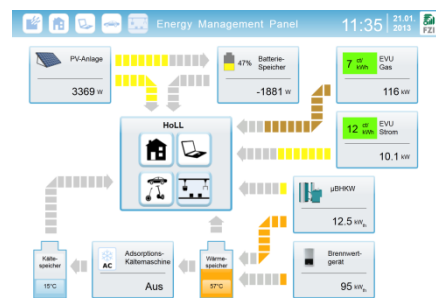 Energy Management Panel
11:35
21.01.
2013
FZI
PV-Anlage
3369 W
47%
Batterie-
Speicher
-1881 W
7 ct/
kWh
EVU
Gas
116 kW
HoLL
12 ct/
kWh
EVU
Strom
10.1 kW
µBHKW
12.5 kWth
Kälte-
speicher
15°C
AC
Adsorptions-
Kältemaschine
Aus
Wärme-
speicher
57°C
Brennwert-
gerät
95 kWth